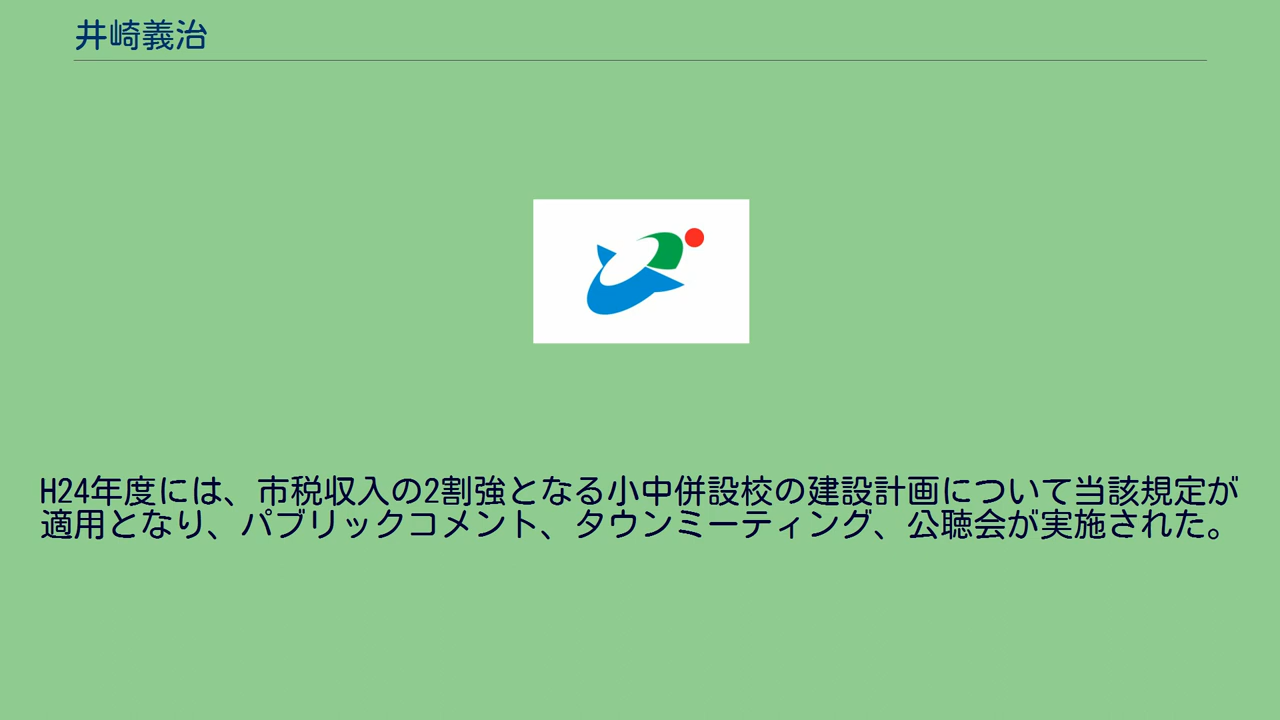 井崎義治
H24年度には、市税収入の2割強となる小中併設校の建設計画について当該規定が
適用となり、パブリックコメント、タウンミーティング、公聴会が実施された。